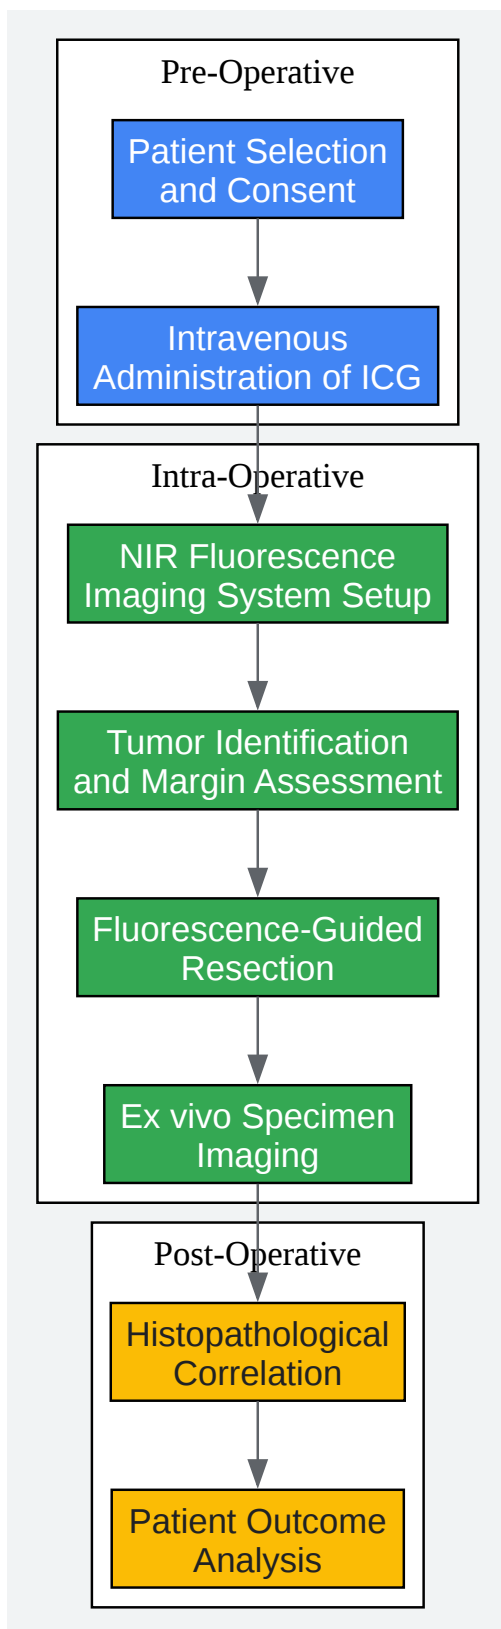 Pre-Operative
Patient Selection
and Consent
Intravenous
Administration of ICG
Intra-Operative
NIR Fluorescence
Imaging System Setup
Tumor Identification
and Margin Assessment
Fluorescence-Guided
Resection
Ex vivo Specimen
Imaging
Post-Operative
Histopathological
Correlation
Patient Outcome
Analysis